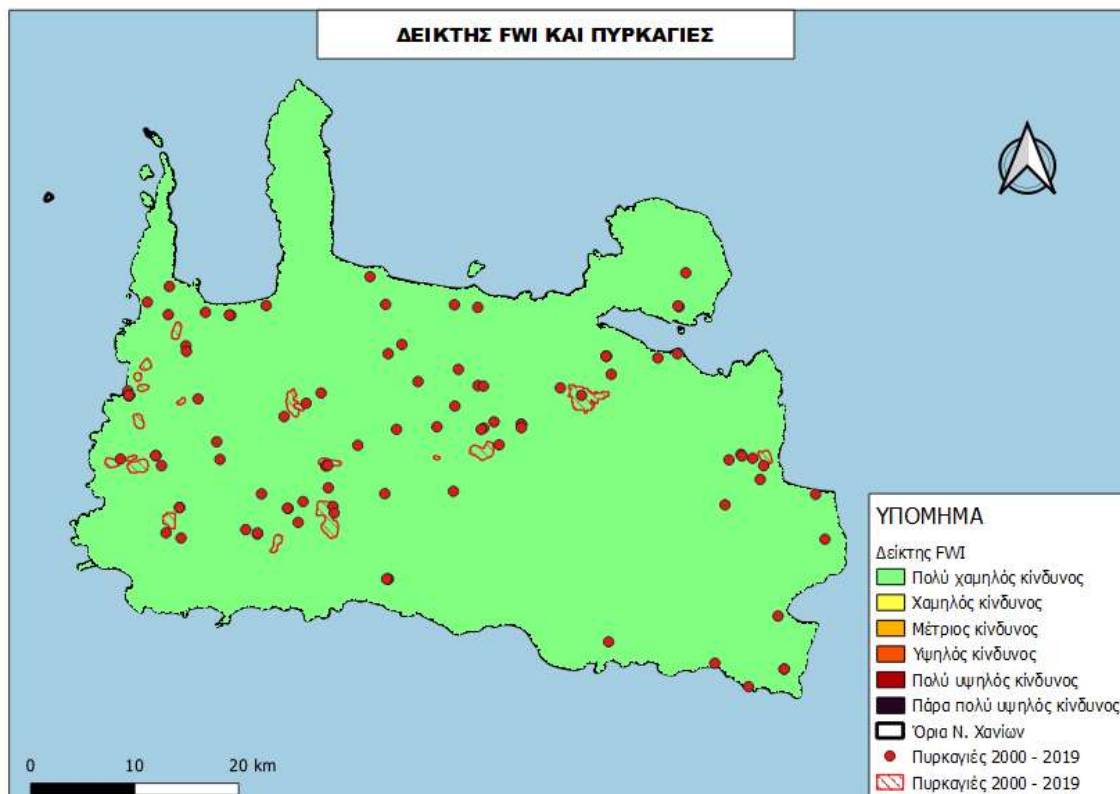 ΔΕΙΚΤΗΣ FWI ΚΑΙ ΠΥΡΚΑΓΙΕΣ
ΥΠΟΜΗΜΑ
Δείκτης FWI
Πολύ χαμηλός κίνδυνος
Χαμηλός κίνδυνος
Μέτριος κίνδυνος
Υψηλός κίνδυνος
Πολύ υψηλός κίνδυνος
Πάρα πολύ υψηλός κίνδυνος
Όρια Ν. Χανίων
Πυρκαγιές 2000 - 2019
Πυρκαγιές 2000 - 2019
0 10 20 km